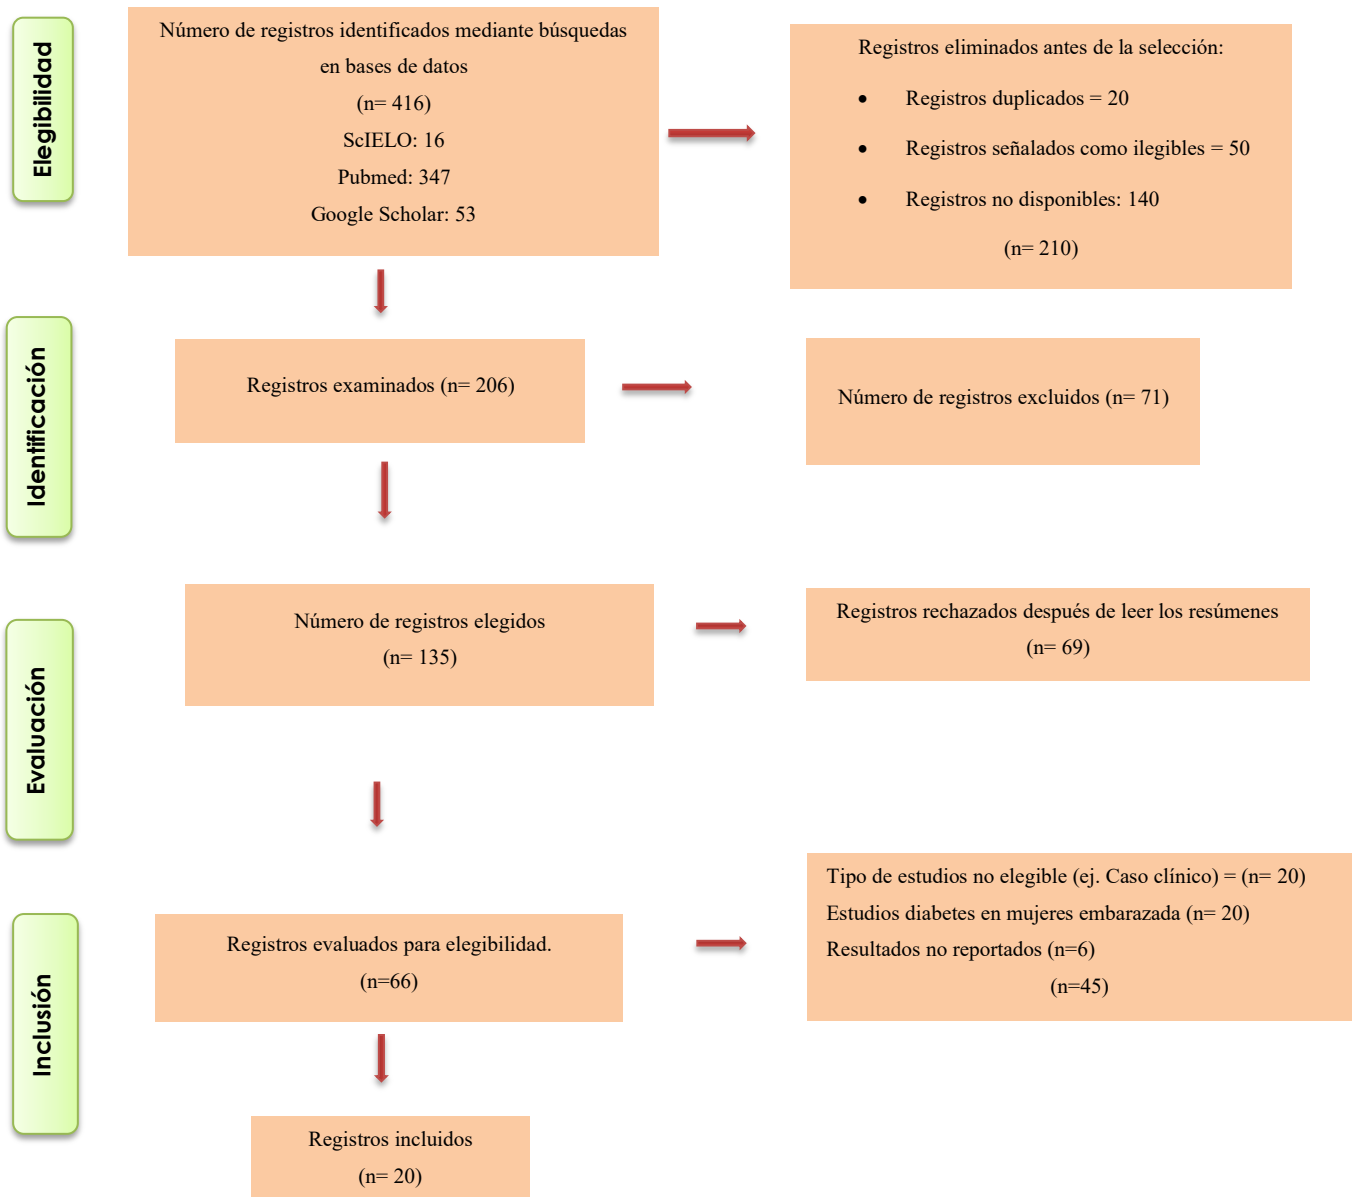 Elegibilidad
Número de registros identificados mediante búsquedas
en bases de datos
(n= 416)
ScIELO: 16
Pubmed: 347
Google Scholar: 53
Registros eliminados antes de la selección:
• Registros duplicados = 20
• Registros señalados como ilegibles = 50
• Registros no disponibles: 140
(n= 210)
Identificación
Registros examinados (n= 206)
Número de registros excluidos (n= 71)
Evaluación
Número de registros elegidos
(n= 135)
Registros rechazados después de leer los resúmenes
(n= 69)
Inclusión
Registros evaluados para elegibilidad.
(n=66)
Tipo de estudios no elegible (ej. Caso clínico) = (n= 20)
Estudios diabetes en mujeres embarazada (n= 20)
Resultados no reportados (n=6)
(n=45)
Registros incluidos
(n= 20)